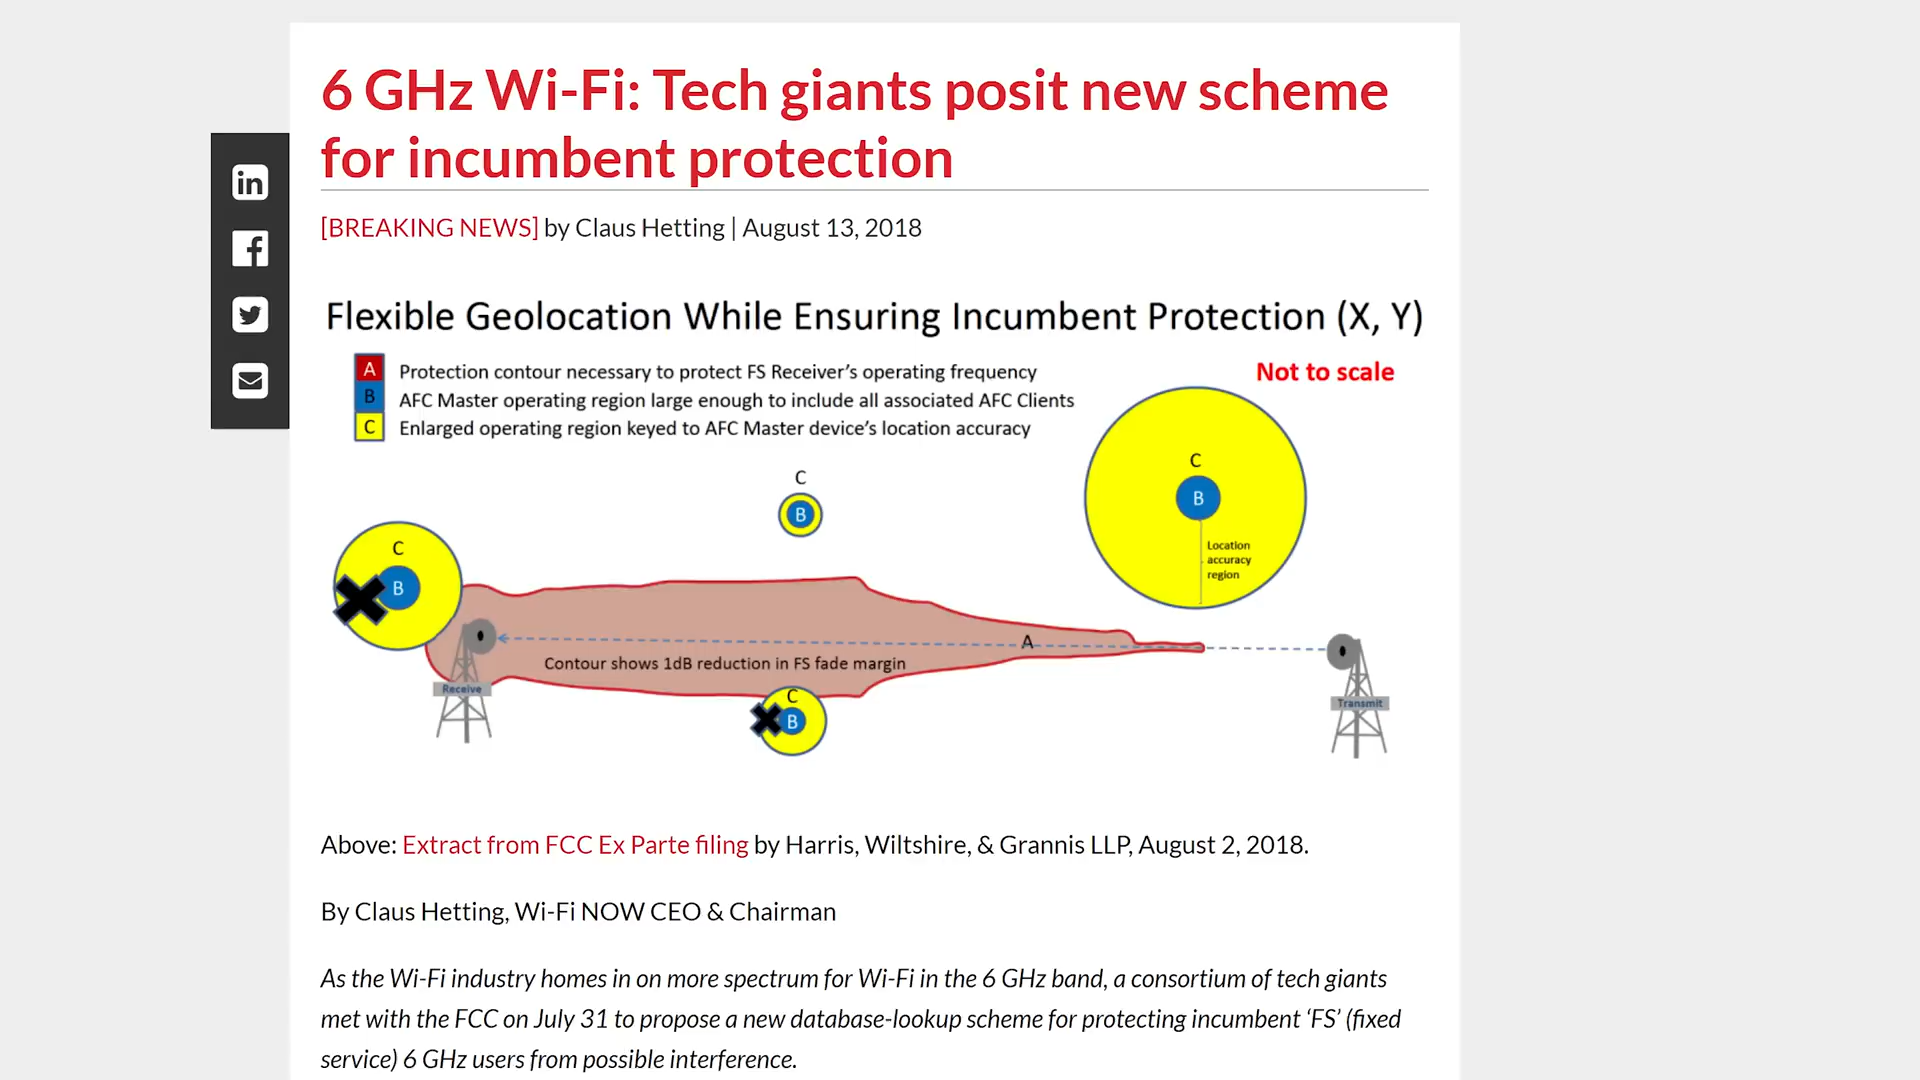 6 GHz Wi-Fi: Tech giants posit new scheme
for incumbent protection
[BREAKING NEWS] by Claus Hetting | August 13, 2018
in
f
Flexible Geolocation While Ensuring Incumbent Protection (X, Y)
A Protection contour necessary to protect FS Receiver's operating frequency
B AFC Master operating region large enough to include all associated AFC Clients
C Enlarged operating region keyed to AFC Master device's location accuracy
Not to scale
C
B
C
B
Location
accuracy
region
C
B
A
Contour shows 1dB reduction in FS fade margin
Receive
C
B
Transmit
Above: Extract from FCC Ex Parte filing by Harris, Wiltshire, & Grannis LLP, August 2, 2018.
By Claus Hetting, Wi-Fi NOW CEO & Chairman
As the Wi-Fi industry homes in on more spectrum for Wi-Fi in the 6 GHz band, a consortium of tech giants
met with the FCC on July 31 to propose a new database-lookup scheme for protecting incumbent ‘FS’ (fixed
service) 6 GHz users from possible interference.